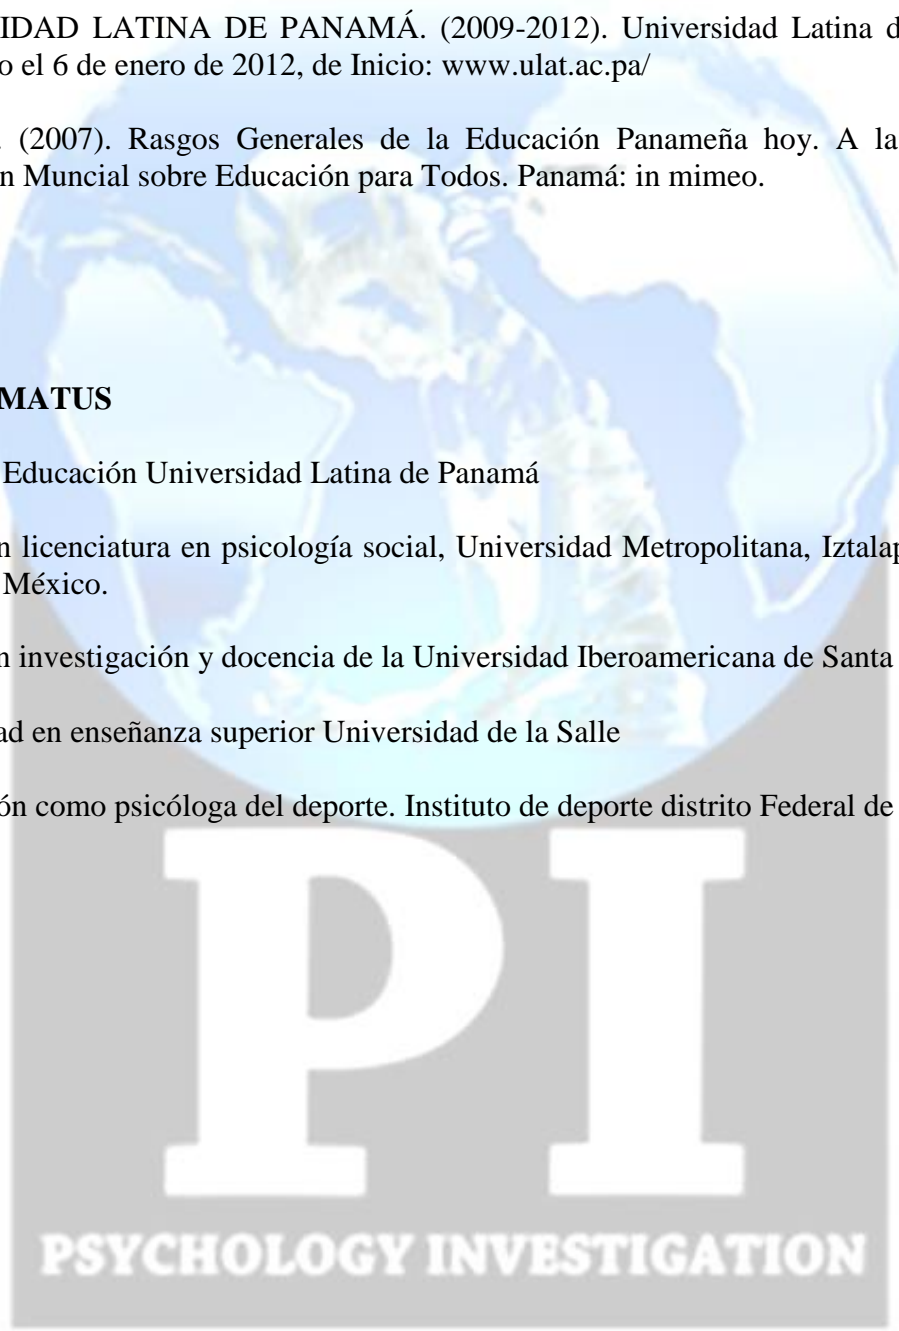 IDAD LATINA DE PANAMÁ. (2009-2012). Universidad Latina d
o el 6 de enero de 2012, de Inicio: www.ulat.ac.pa/
. (2007). Rasgos Generales de la Educación Panameña hoy. A la
n Muncial sobre Educación para Todos. Panamá: in mimeo.
MATUS
Educación Universidad Latina de Panamá
n licenciatura en psicología social, Universidad Metropolitana, Iztalap
México.
n investigación y docencia de la Universidad Iberoamericana de Santa
ad en enseñanza superior Universidad de la Salle
ón como psicóloga del deporte. Instituto de deporte distrito Federal de
PI
PSYCHOLOGY INVESTIGATION